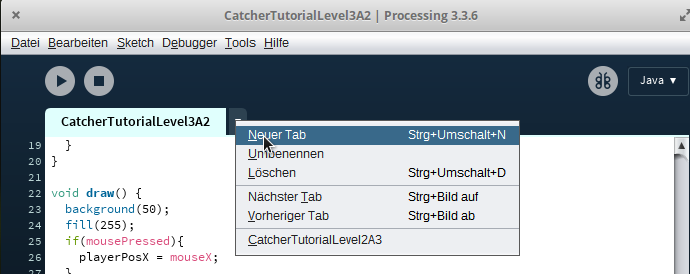 CatcherTutorialLevel3A2 | Processing 3.3.6
Datei Bearbeiten Sketch Debugger Tools Hilfe
Java
CatcherTutorialLevel3A2
Neuer Tab Strg+Umschalt+N
Umbenennen
Löschen Strg+Umschalt+D
Nächster Tab Strg+Bild auf
Vorheriger Tab Strg+Bild ab
CatcherTutorialLevel2A3
19 }
20 }
21
22 void draw() {
23 background(50);
24 fill(255);
25 if(mousePressed){
26 playerPosX = mouseX;
27 }